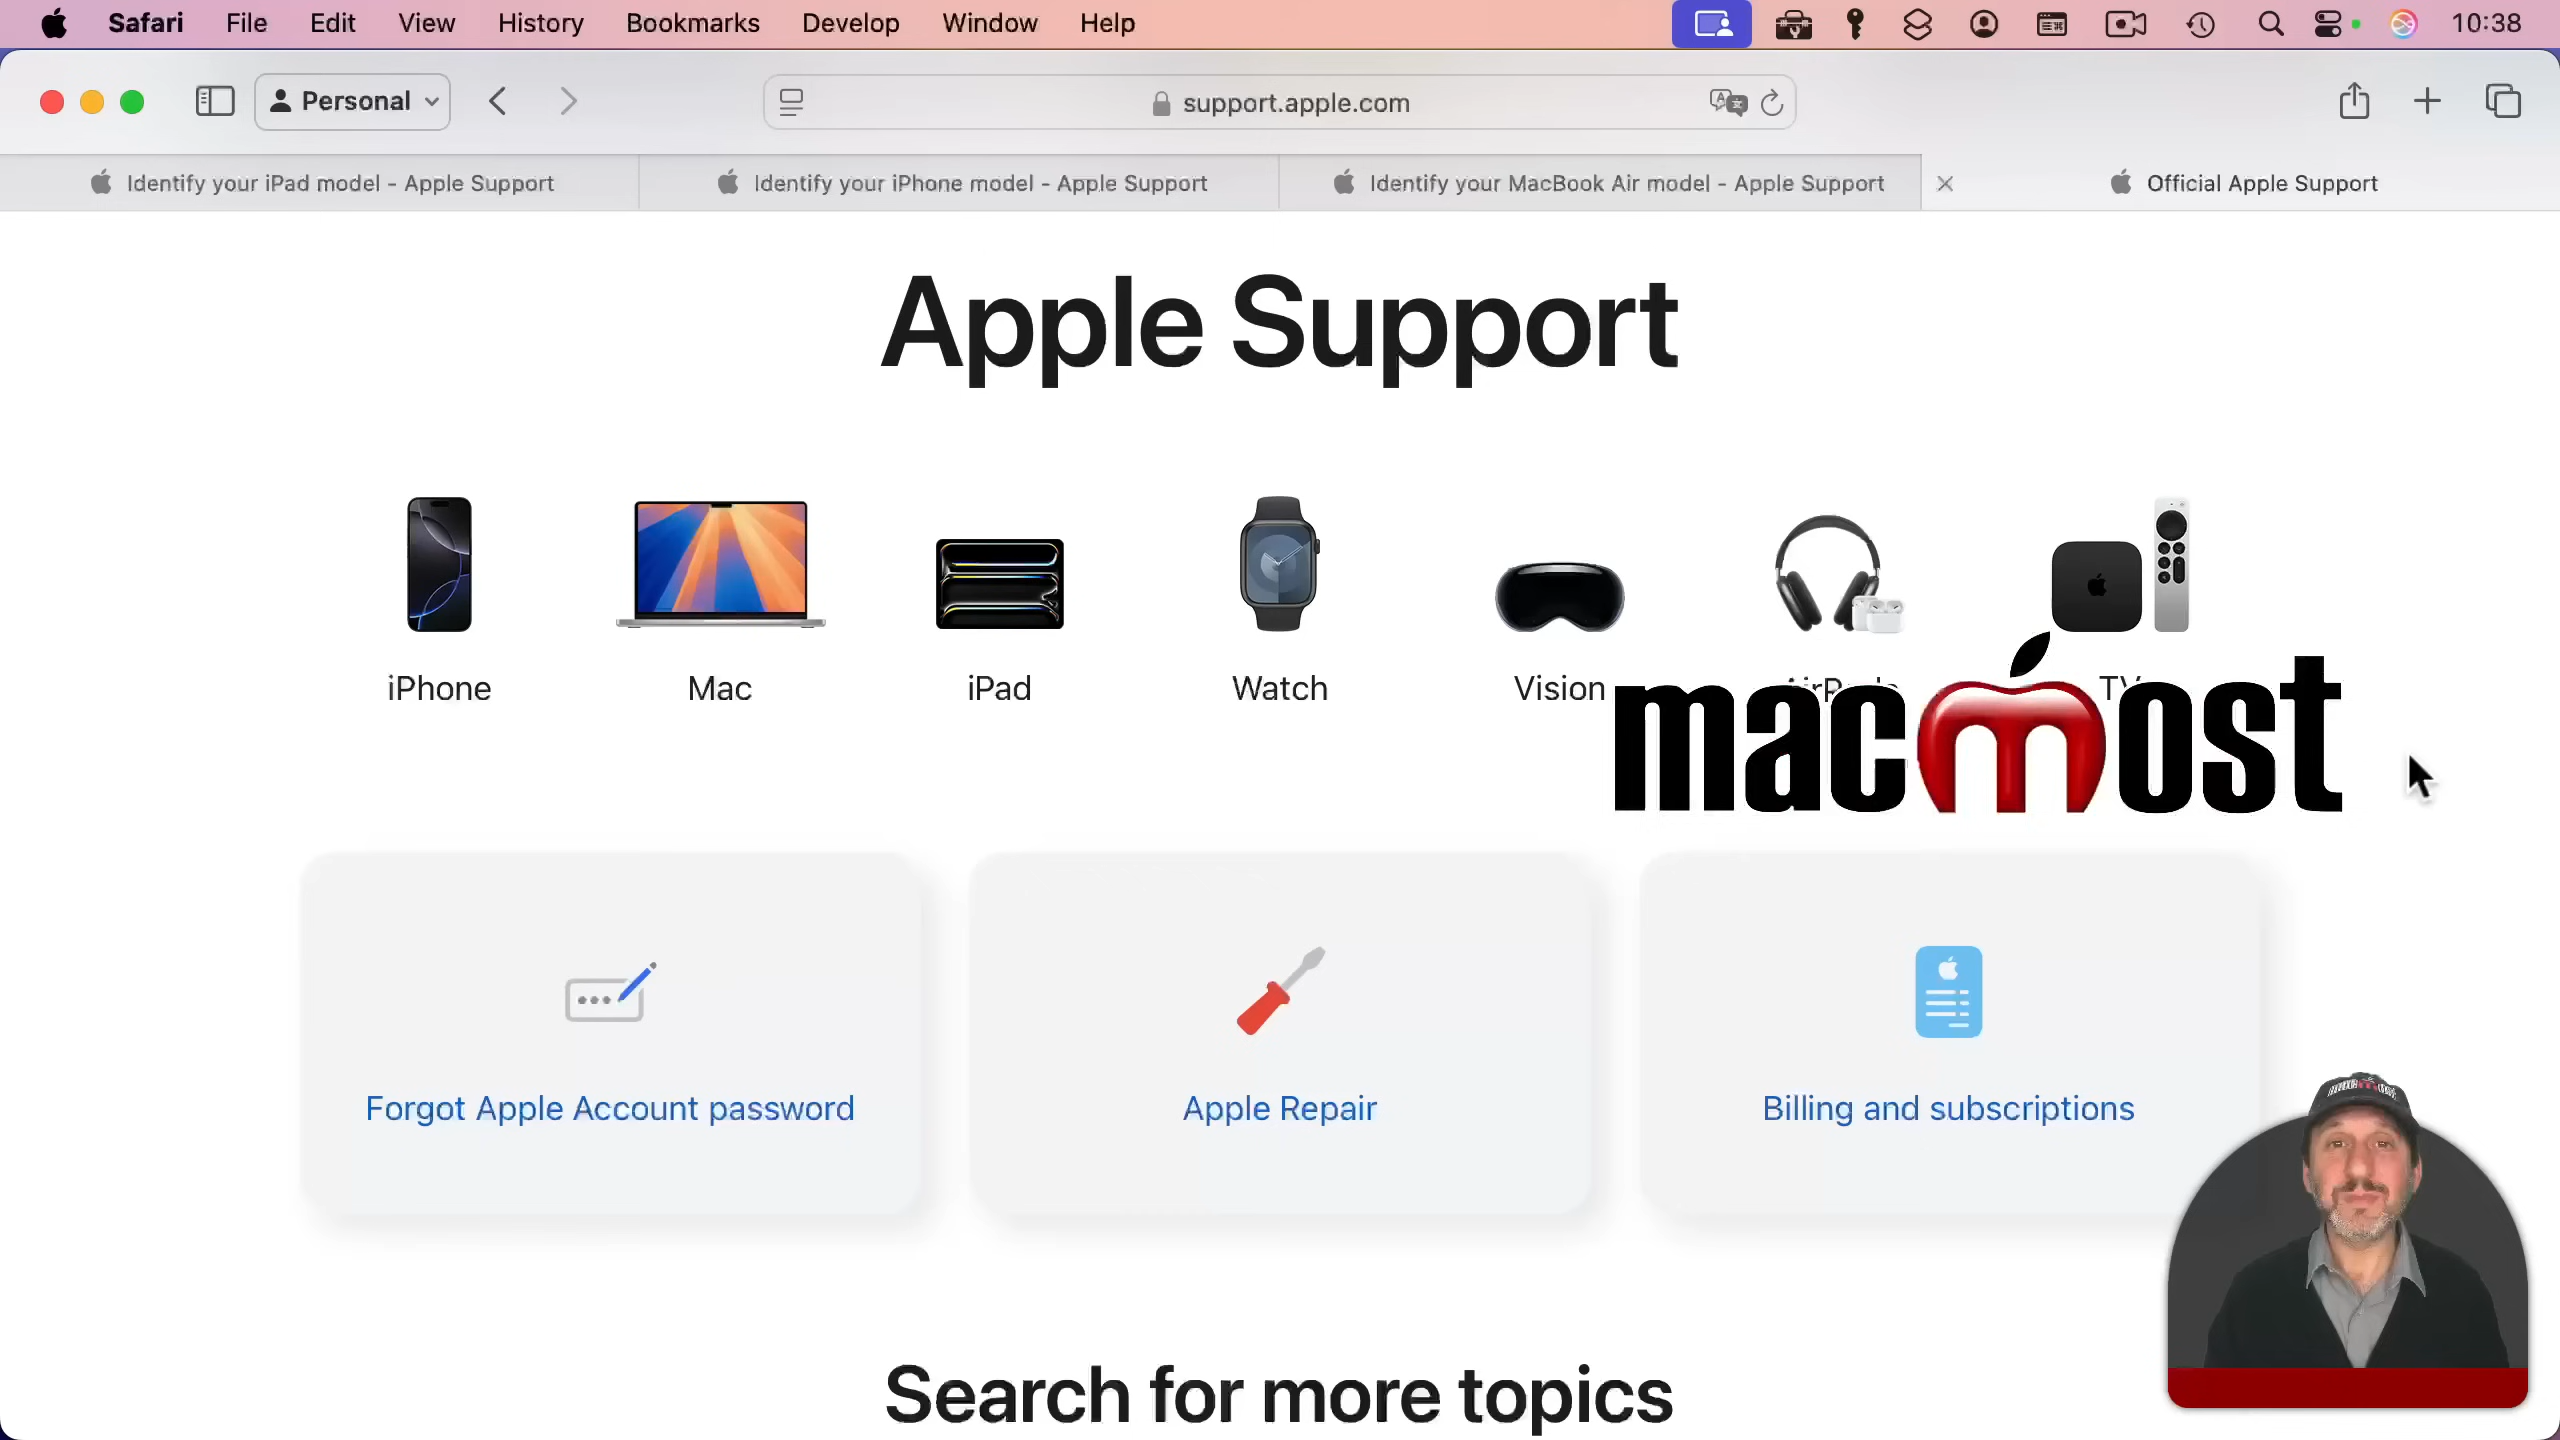 Safari File Edit View History Bookmarks Develop Window Help 10:38
Personal support.apple.com
Identify your iPad model - Apple Support Identify your iPhone model - Apple Support Identify your MacBook Air model - Apple Support Official Apple Support
Apple Support
iPhone Mac iPad Watch Vision TV
macmost
Forgot Apple Account password Apple Repair Billing and subscriptions
Search for more topics